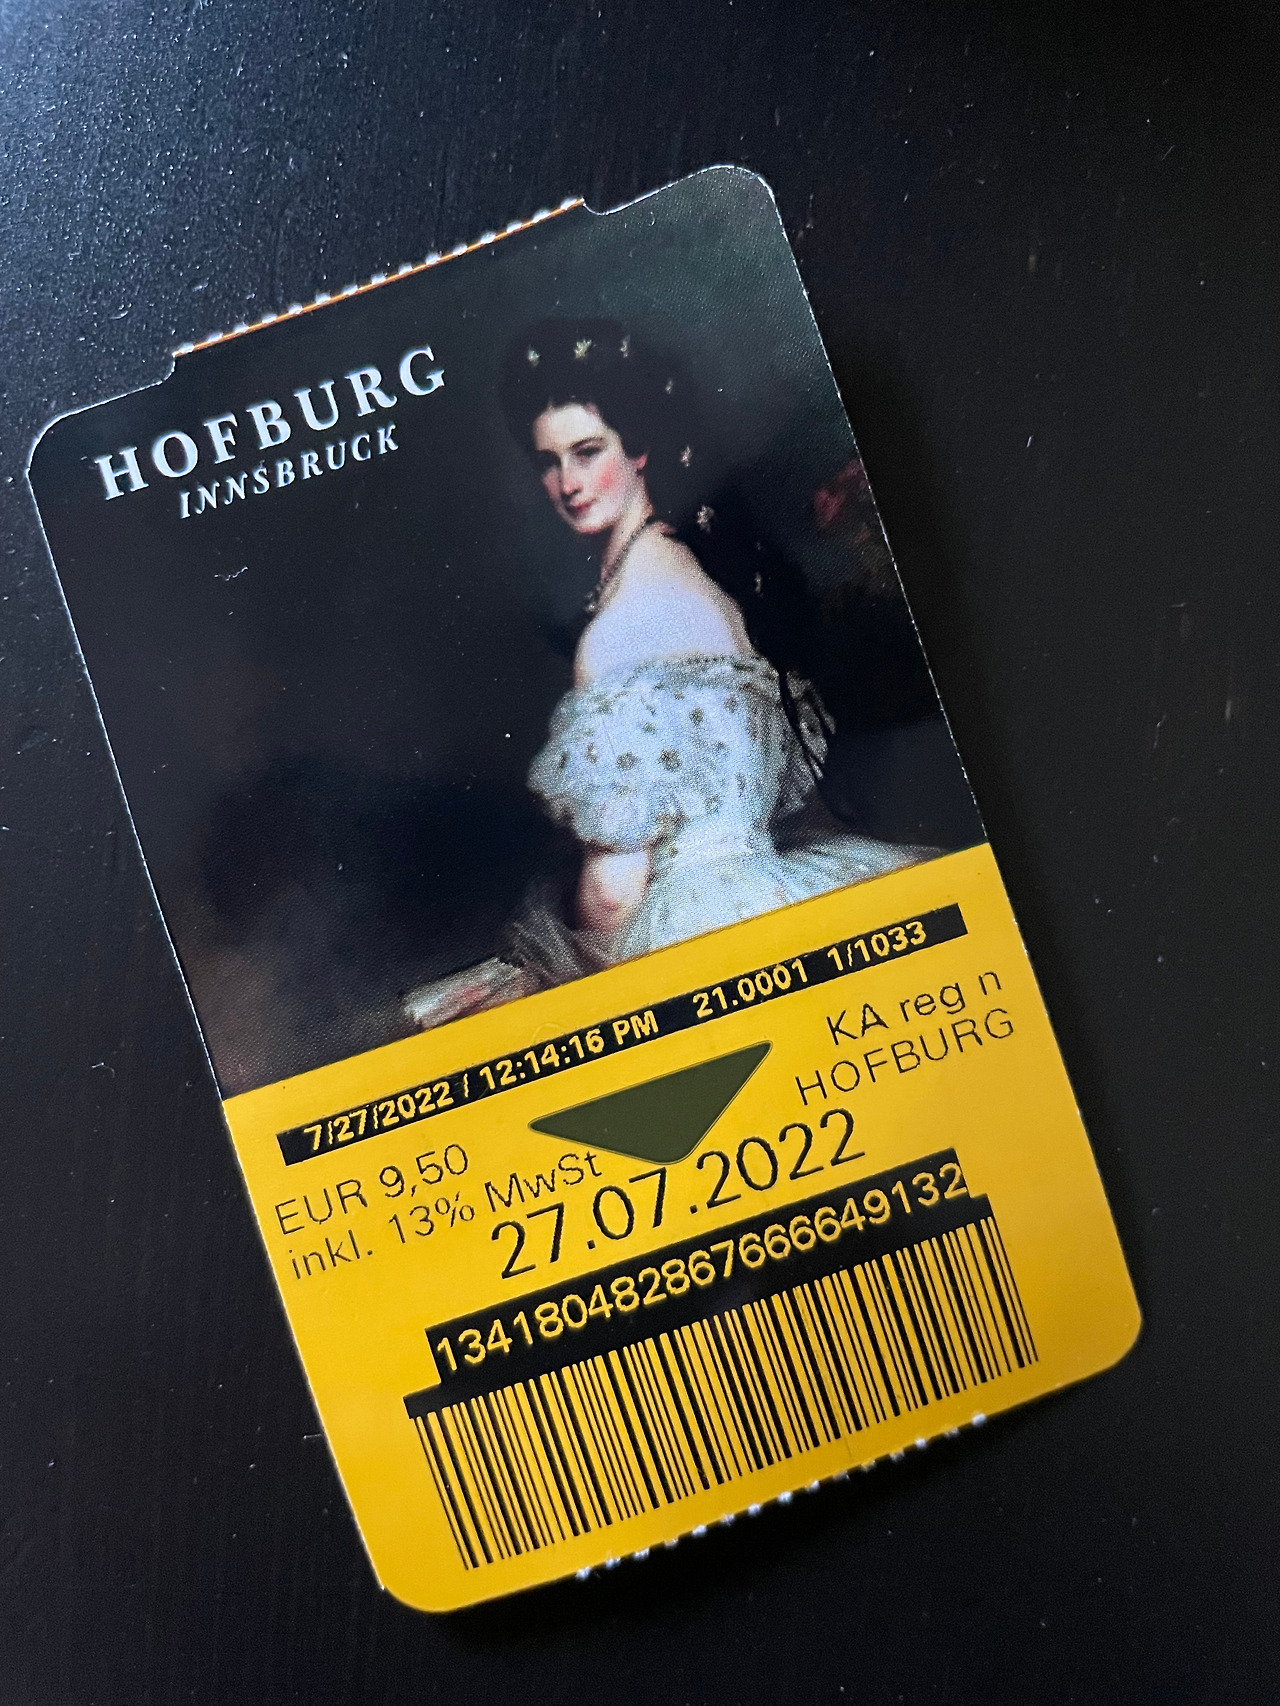 HOFBURG
INNSBRUCK
7/27/2022 / 12:14:16 PM 21.0001 1/1033
KA reg n
HOFBURG
EUR 9,50
inkl. 13% MwSt
27.07.2022
13418048286766649132